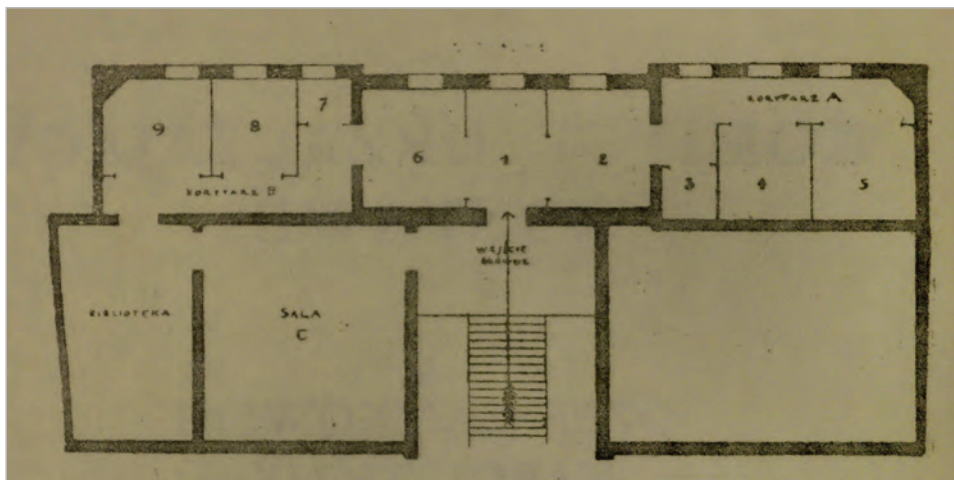 KORYTARZ A
7
9 8
6 1 2
3 4 5
KORYTARZ B
WEJŚCIE
GŁÓWNE
BIBLIOTEKA
SALA
C